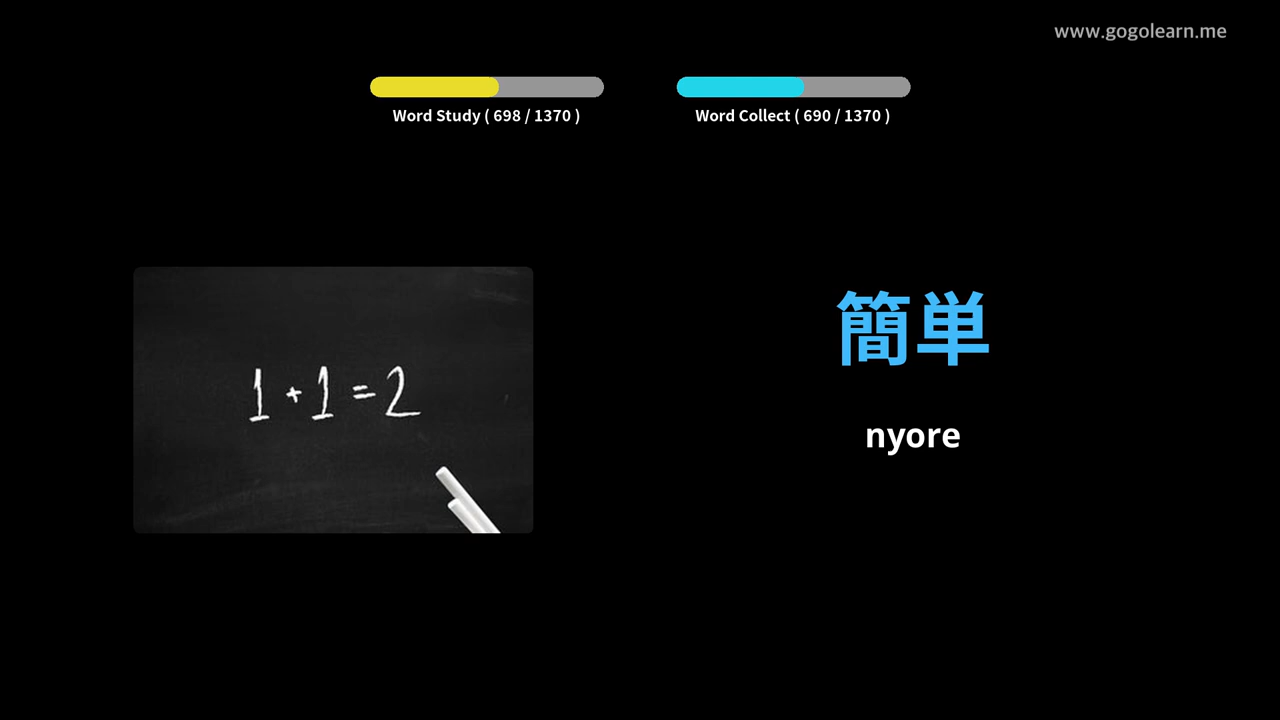 www.gogolearn.me
Word Study ( 698 / 1370 )
Word Collect ( 690 / 1370 )
1 + 1 = 2
簡単
nyore